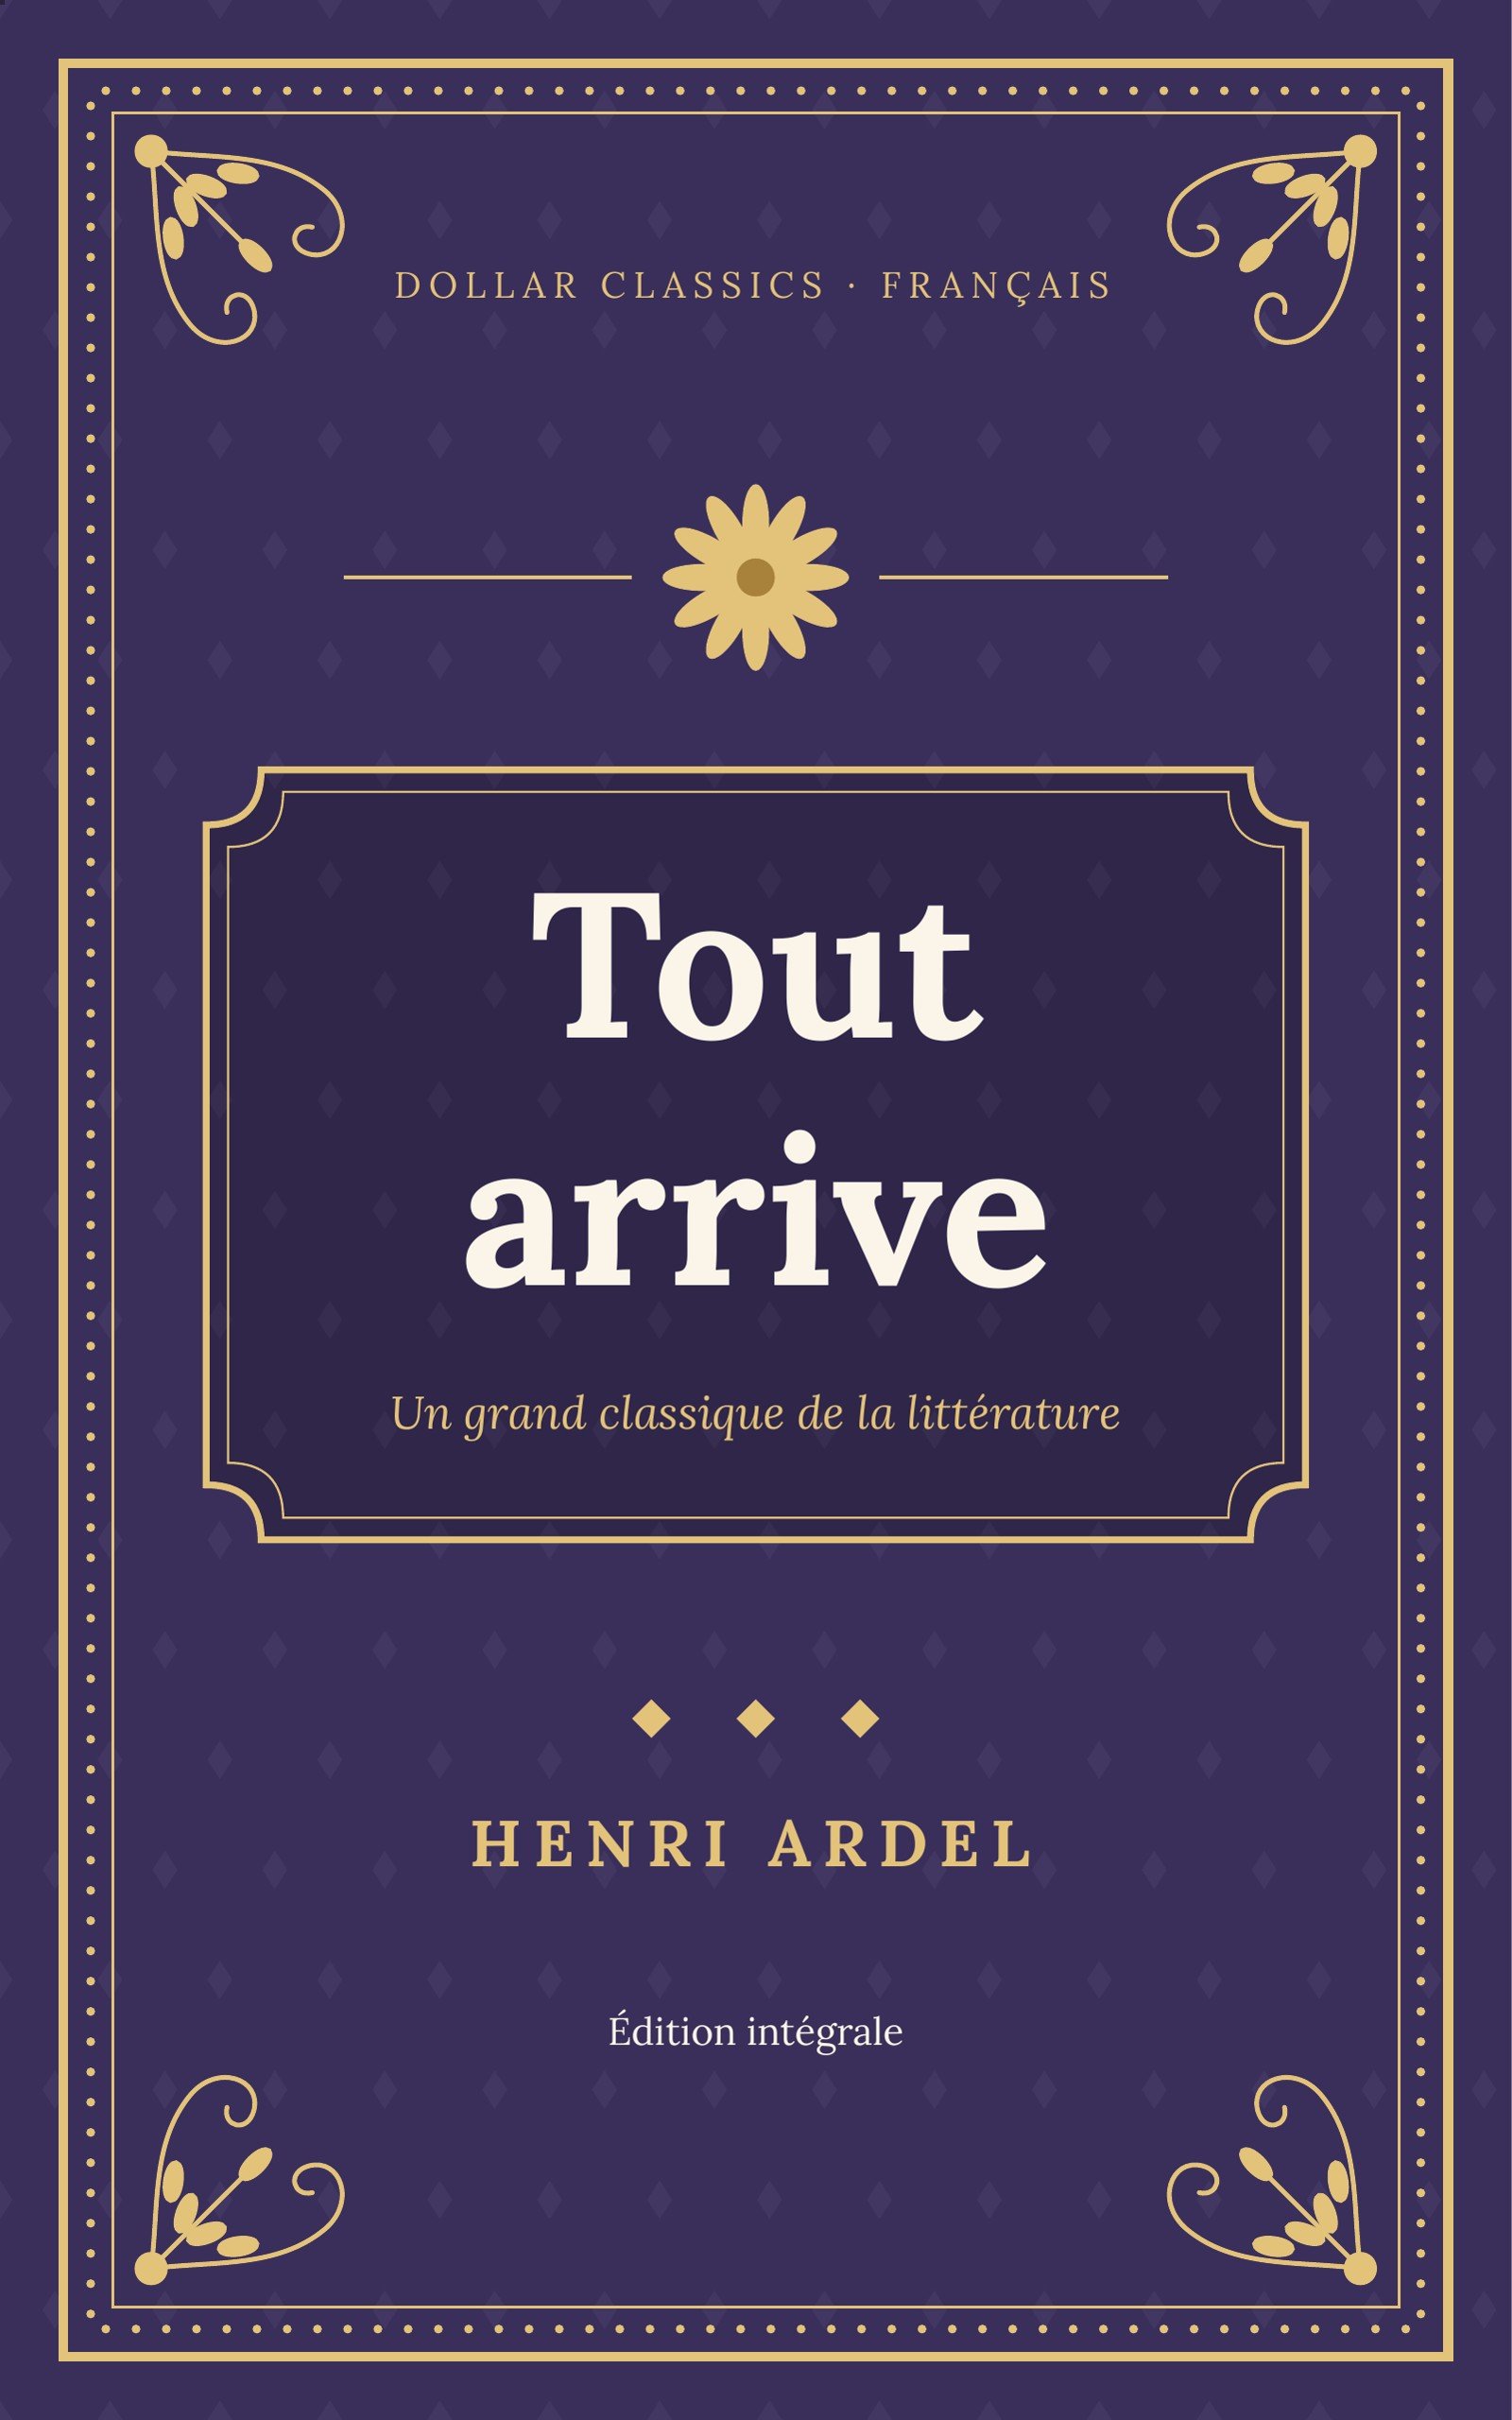 DOLLAR CLASSICS · FRANÇAIS
Tout
arrive
Un grand classique de la littérature
HENRI ARDEL
Édition intégrale